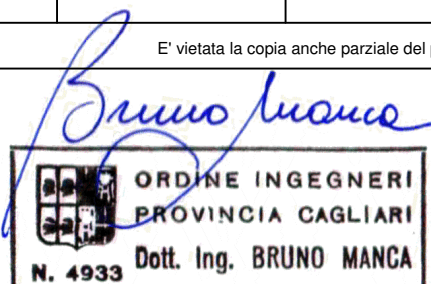 E' vietata la copia anche parziale del
Bruno Manca
ORDINE INGEGNERI
PROVINCIA CAGLIARI
Dott. Ing. BRUNO MANCA
N. 4933